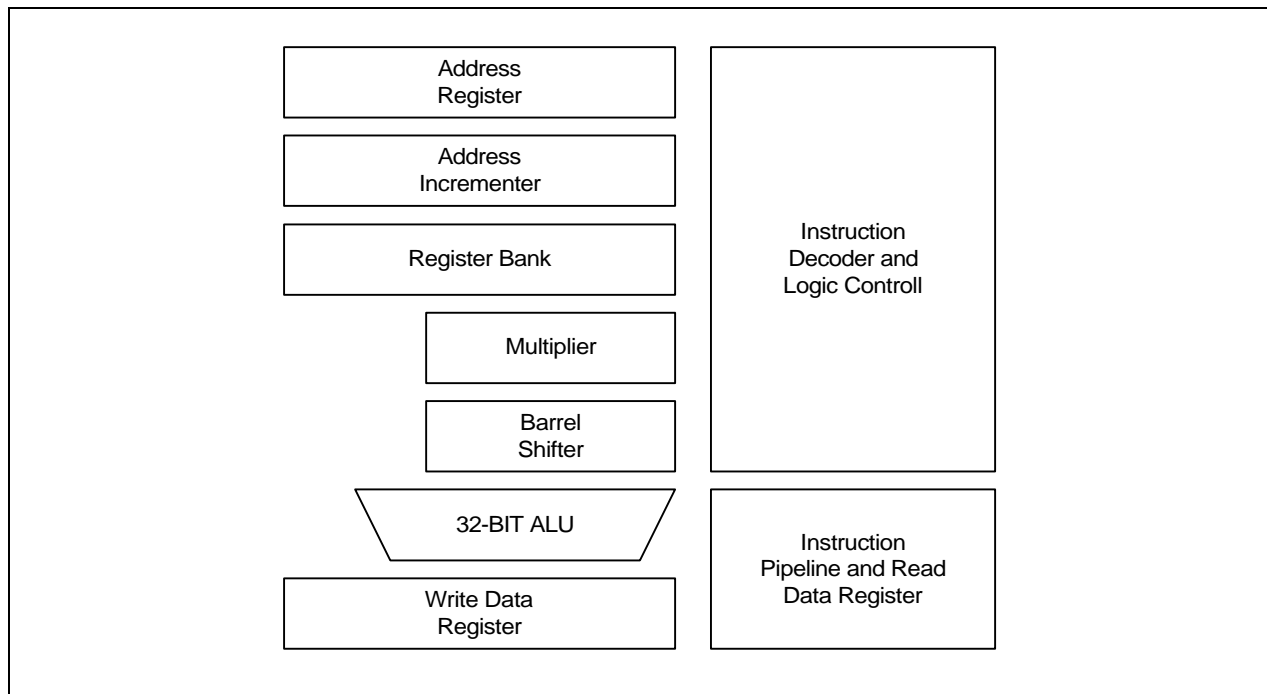 Address
Register
Address
Incrementer
Register Bank
Multiplier
Barrel
Shifter
32-BIT ALU
Write Data
Register
Instruction
Decoder and
Logic Controll
Instruction
Pipeline and Read
Data Register